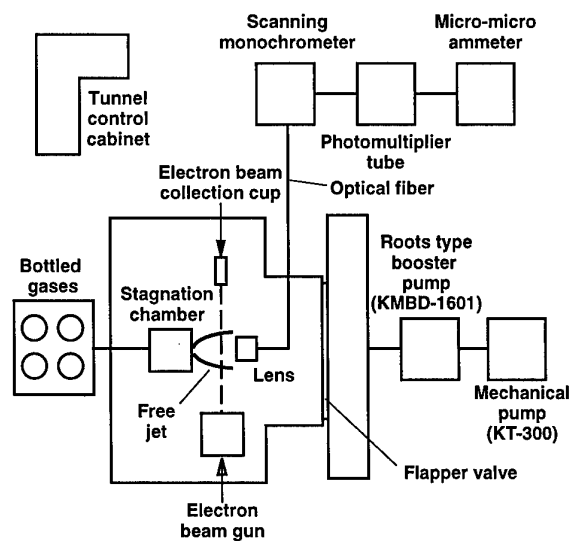 Scanning
monochrometer
Micro-micro
ammeter
Tunnel
control
cabinet
Photomultiplier
tube
Electron beam
collection cup
Optical fiber
Bottled
gases
Stagnation
chamber
Roots type
booster
pump
(KMBD-1601)
Lens
Free
jet
Mechanical
pump
(KT-300)
Flapper valve
Electron
beam gun